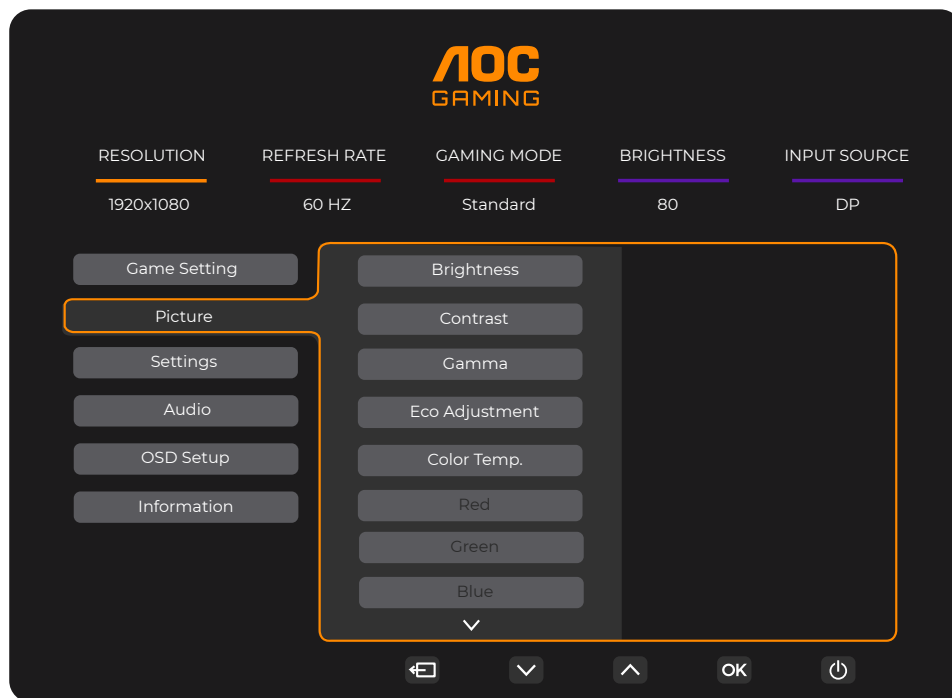 AOC
GAMING
RESOLUTION REFRESH RATE GAMING MODE BRIGHTNESS INPUT SOURCE
1920x1080 60 HZ Standard 80 DP
Game Setting
Picture
Settings
Audio
OSD Setup
Information
Brightness
Contrast
Gamma
Eco Adjustment
Color Temp.
Red
Green
Blue
OK